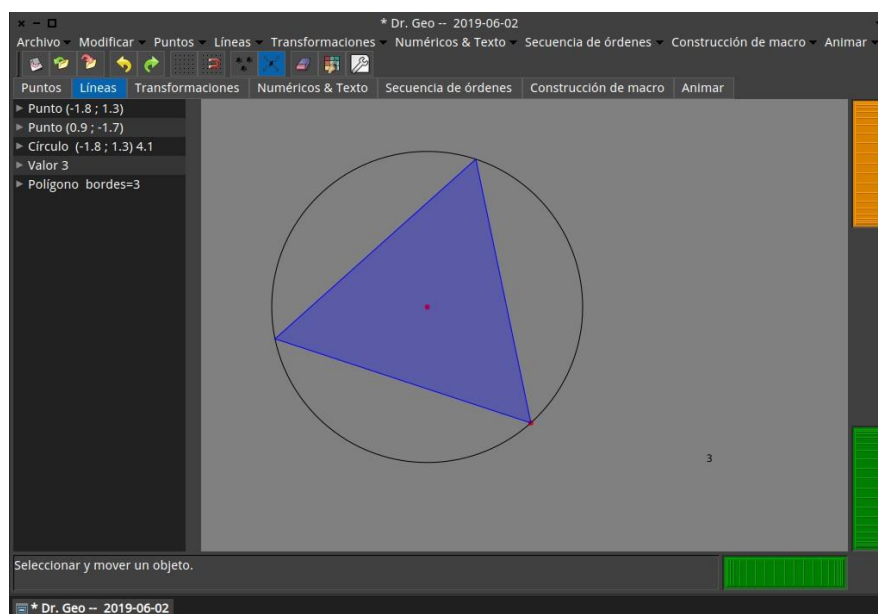 * Dr. Geo -- 2019-06-02
Archivo Modificar Puntos Líneas Transformaciones Numéricos & Texto Secuencia de órdenes Construcción de macro Animar
Puntos Líneas Transformaciones Numéricos & Texto Secuencia de órdenes Construcción de macro Animar
Punto (-1.8 ; 1.3)
Punto (0.9 ; -1.7)
Círculo (-1.8 ; 1.3) 4.1
Valor 3
Polígono bordes=3
3
Seleccionar y mover un objeto.
* Dr. Geo -- 2019-06-02